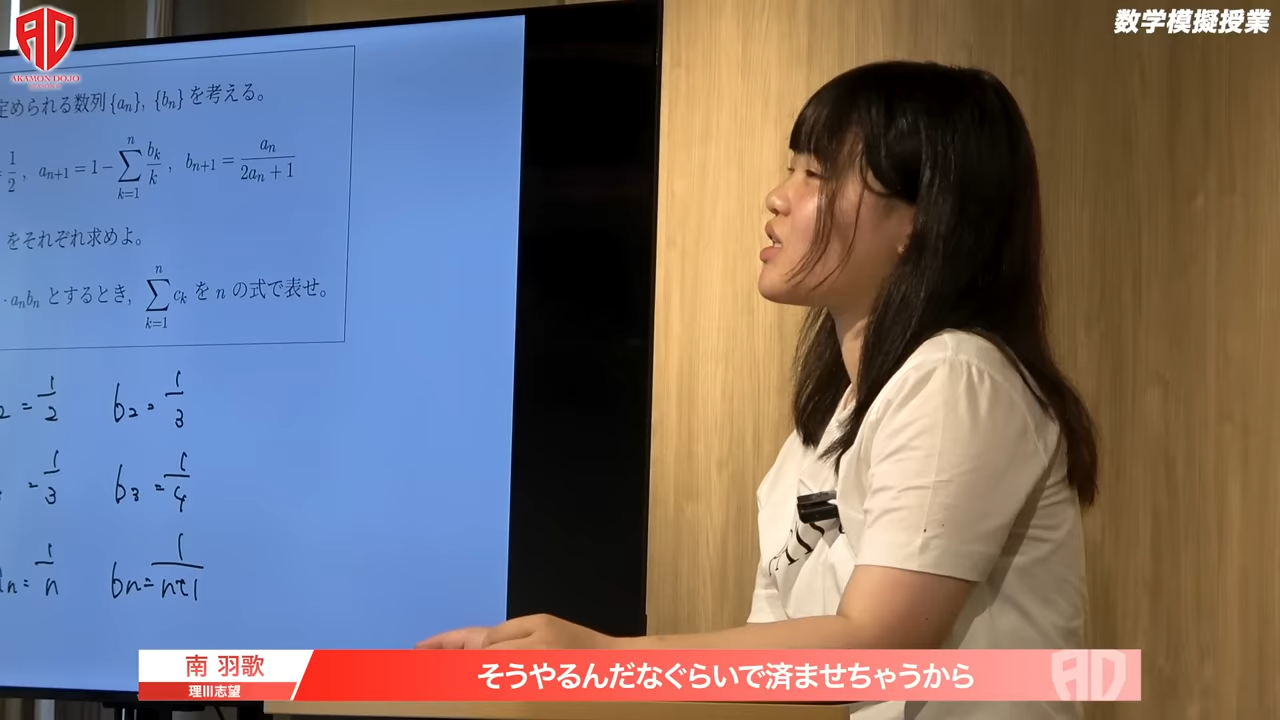 AD
AKAMON DOJO
数学模擬授業
定められる数列 {aₙ}, {bₙ} を考える。
= 1/2 , aₙ₊₁ = 1 − ∑ₖ₌₁ⁿ bₖ/k , bₙ₊₁ = aₙ/(2aₙ + 1)
をそれぞれ求めよ。
· aₙbₙ とするとき, ∑ₖ₌₁ⁿ cₖ を n の式で表せ。
₂ = 1/2 b₂ = 1/3
= 1/3 b₃ = 1/4
aₙ = 1/n bₙ = 1/(n+1)
南 羽歌
理III志望
そうやるんだなぐらいで済ませちゃうから
AD